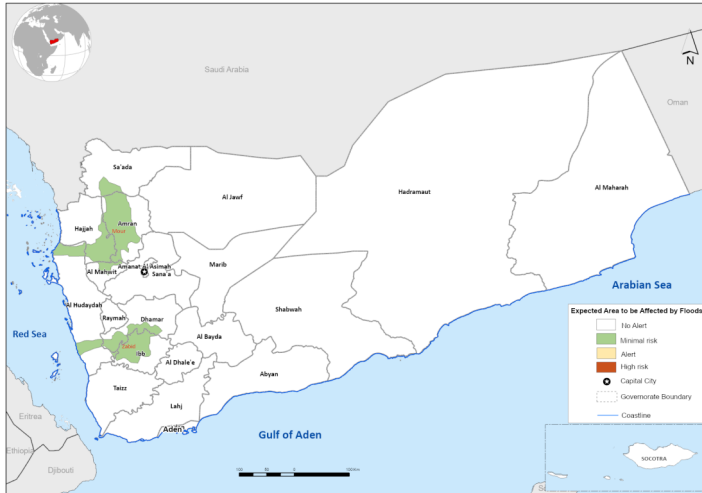 N
Saudi Arabia
Oman
Sa'ada
Al Jawf
Hadramaut
Al Maharah
Hajjah
Amran
Mour
Amanat Al Asimah
Sana'a
Marib
Al Mahwit
Al Hudaydah
Raymah
Dhamar
Shabwah
Arabian Sea
Red Sea
Zabid
Ibb
Al Bayda
Al Dhale'e
Abyan
Taizz
Lahj
Aden
Gulf of Aden
Eritrea
Ethiopia
Djibouti
Expected Area to be Affected by Floods
No Alert
Minimal risk
Alert
High risk
Capital City
Governorate Boundary
Coastline
SOCOTRA